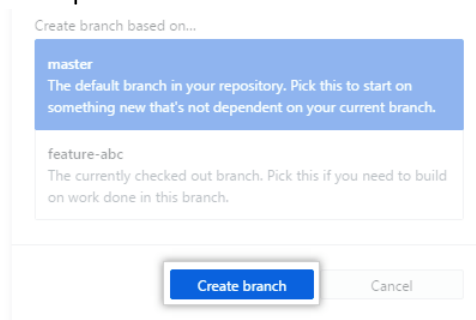 Create branch based on...
master
The default branch in your repository. Pick this to start on
something new that's not dependent on your current branch.
feature-abc
The currently checked out branch. Pick this if you need to build
on work done in this branch.
Create branch
Cancel